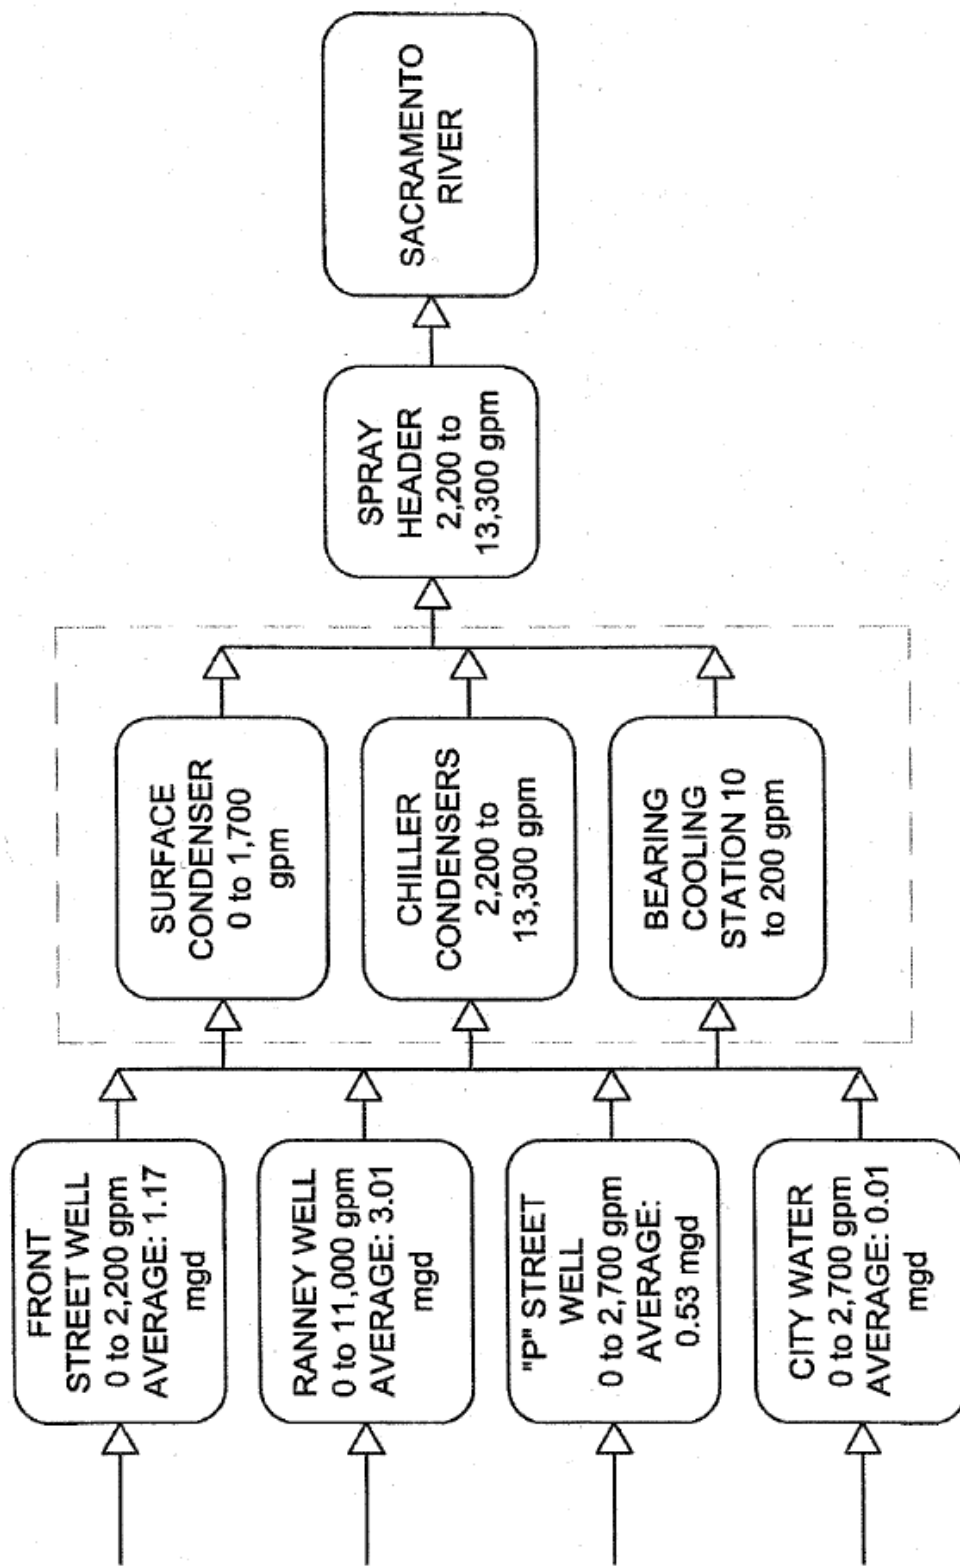 FRONT
STREET WELL
0 to 2,200 gpm
AVERAGE: 1.17
mgd
RANNEY WELL
0 to 11,000 gpm
AVERAGE: 3.01
mgd
"P" STREET
WELL
0 to 2,700 gpm
AVERAGE:
0.53 mgd
CITY WATER
0 to 2,700 gpm
AVERAGE: 0.01
mgd
SURFACE
CONDENSER
0 to 1,700
gpm
CHILLER
CONDENSERS
2,200 to
13,300 gpm
BEARING
COOLING
STATION 10
to 200 gpm
SPRAY
HEADER
2,200 to
13,300 gpm
SACRAMENTO
RIVER